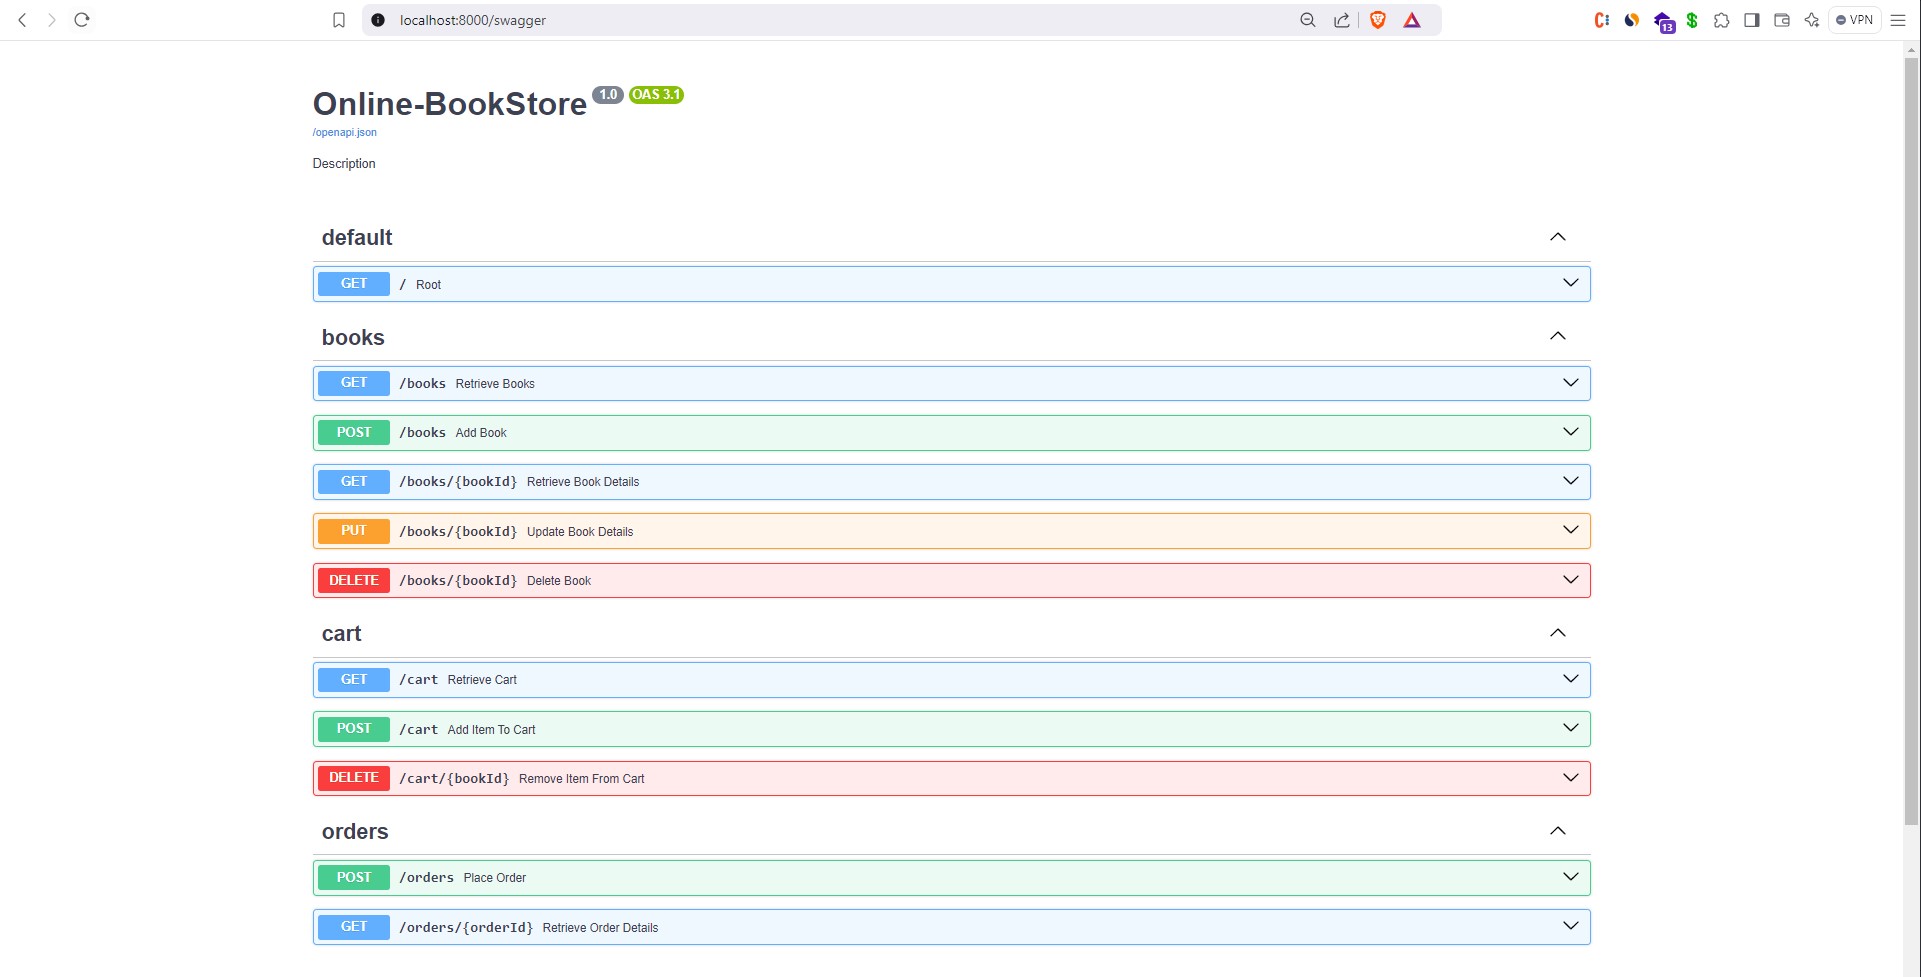 localhost:8000/swagger
13
VPN
Online-BookStore 1.0 OAS 3.1
/openapi.json
Description
default
GET / Root
books
GET /books Retrieve Books
POST /books Add Book
GET /books/{bookId} Retrieve Book Details
PUT /books/{bookId} Update Book Details
DELETE /books/{bookId} Delete Book
cart
GET /cart Retrieve Cart
POST /cart Add Item To Cart
DELETE /cart/{bookId} Remove Item From Cart
orders
POST /orders Place Order
GET /orders/{orderId} Retrieve Order Details